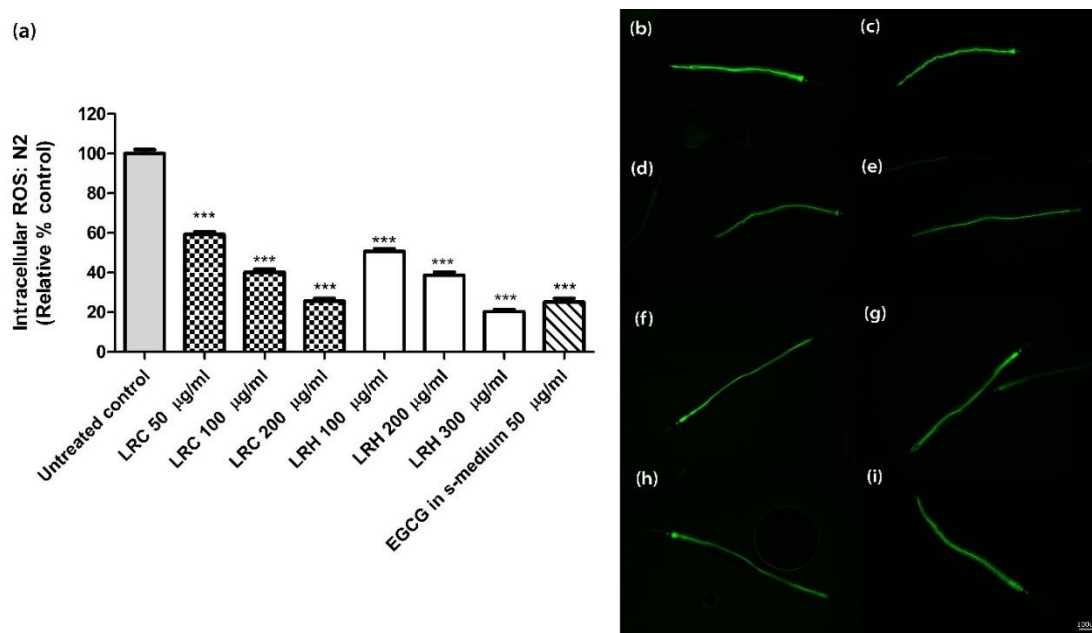 (a)
Intracellular ROS: N2
(Relative % control)
120
100
80
60
40
20
0
***
***
***
***
***
***
***
Untreated control
LRC 50 µg/ml
LRC 100 µg/ml
LRC 200 µg/ml
LRH 100 µg/ml
LRH 200 µg/ml
LRH 300 µg/ml
EGCG in s-medium 50 µg/ml
(b)
(c)
(d)
(e)
(f)
(g)
(h)
(i)